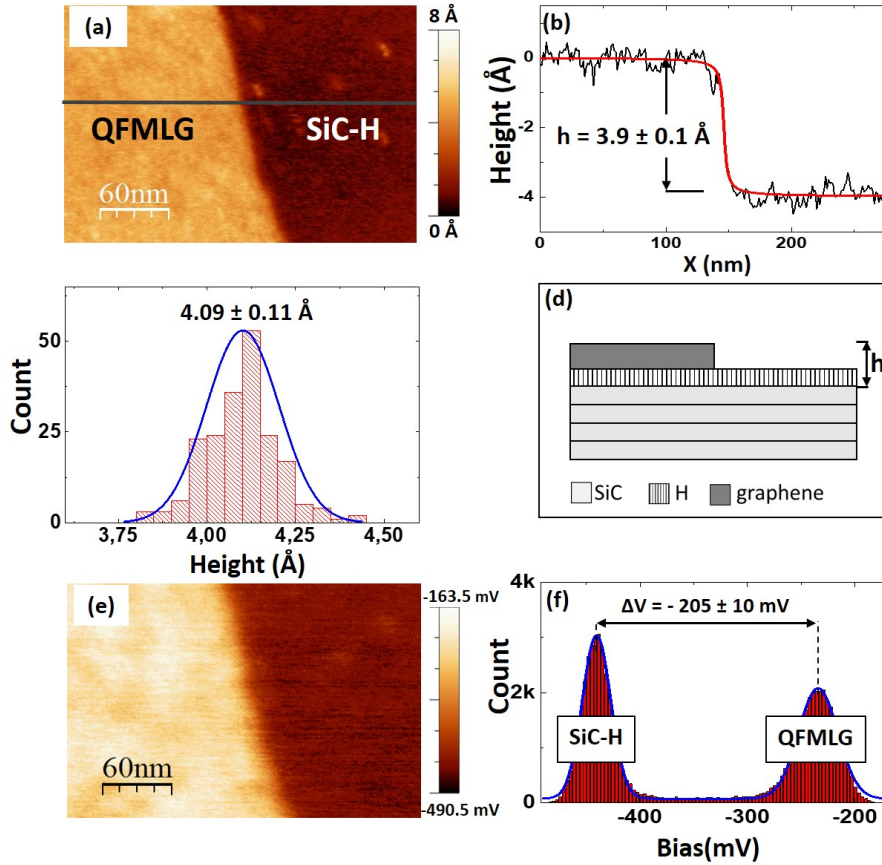 (a)
QFMLG
SiC-H
60nm
8 Å
0 Å
(b)
Height (Å)
0
-2
-4
h = 3.9 ± 0.1 Å
0
100
200
X (nm)
4.09 ± 0.11 Å
Count
50
25
0
3,75
4,00
4,25
4,50
Height (Å)
(d)
h
SiC
H
graphene
(e)
60nm
-163.5 mV
-490.5 mV
(f)
ΔV = - 205 ± 10 mV
Count
4k
2k
0
SiC-H
QFMLG
-400
-300
-200
Bias(mV)